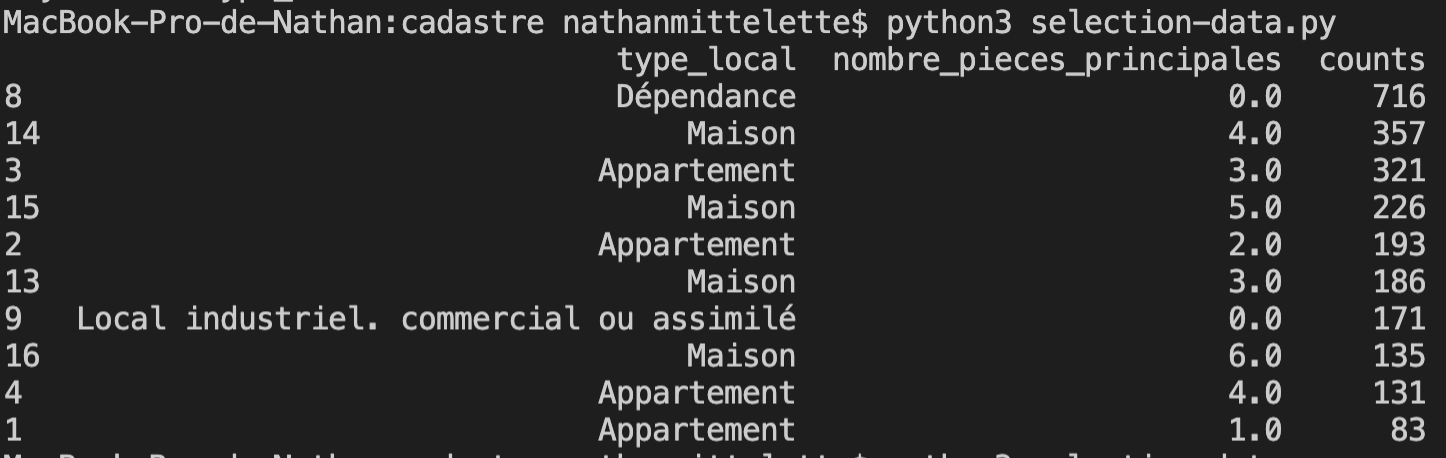 MacBook-Pro-de-Nathan:cadastre nathanmittelette$ python3 selection-data.py
type_local nombre_pieces_principales counts
8 Dépendance 0.0 716
14 Maison 4.0 357
3 Appartement 3.0 321
15 Maison 5.0 226
2 Appartement 2.0 193
13 Maison 3.0 186
9 Local industriel. commercial ou assimilé 0.0 171
16 Maison 6.0 135
4 Appartement 4.0 131
1 Appartement 1.0 83